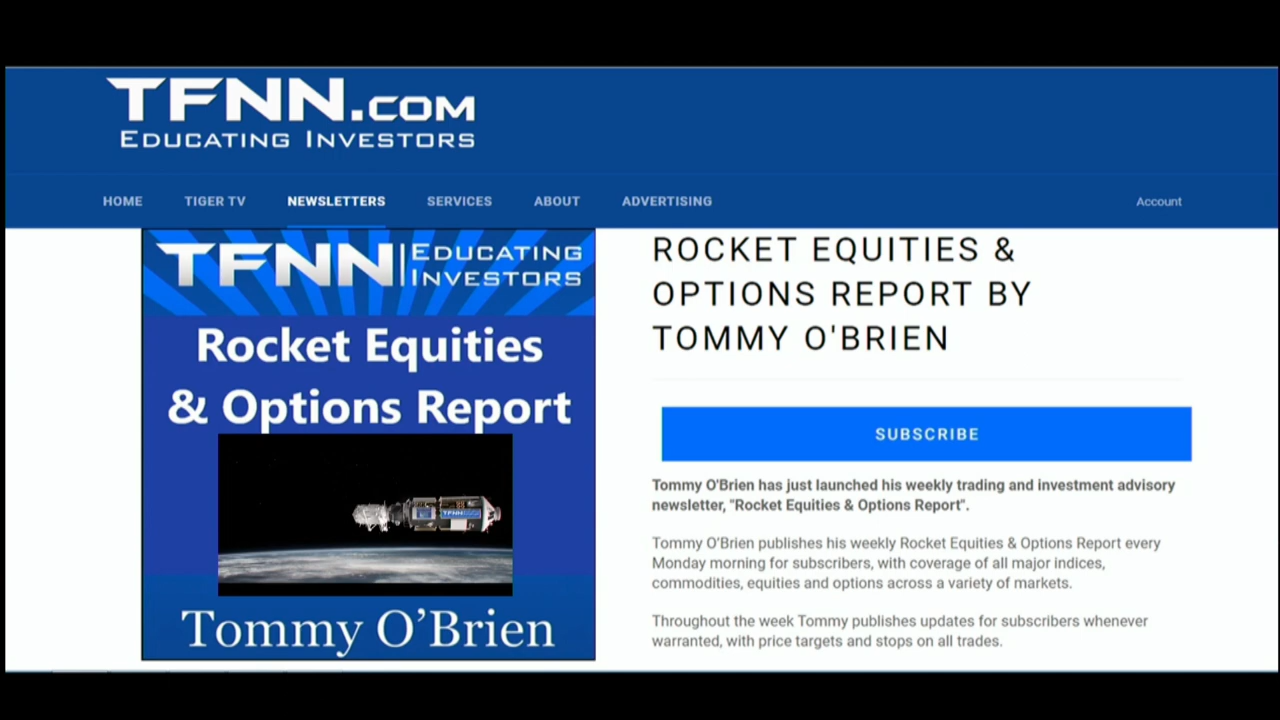 TFNN.COM
EDUCATING INVESTORS
HOME TIGER TV NEWSLETTERS SERVICES ABOUT ADVERTISING Account
TFNN | EDUCATING
INVESTORS
Rocket Equities
& Options Report
TFNN
Tommy O’Brien
ROCKET EQUITIES &
OPTIONS REPORT BY
TOMMY O'BRIEN
SUBSCRIBE
Tommy O'Brien has just launched his weekly trading and investment advisory
newsletter, "Rocket Equities & Options Report".
Tommy O’Brien publishes his weekly Rocket Equities & Options Report every
Monday morning for subscribers, with coverage of all major indices,
commodities, equities and options across a variety of markets.
Throughout the week Tommy publishes updates for subscribers whenever
warranted, with price targets and stops on all trades.